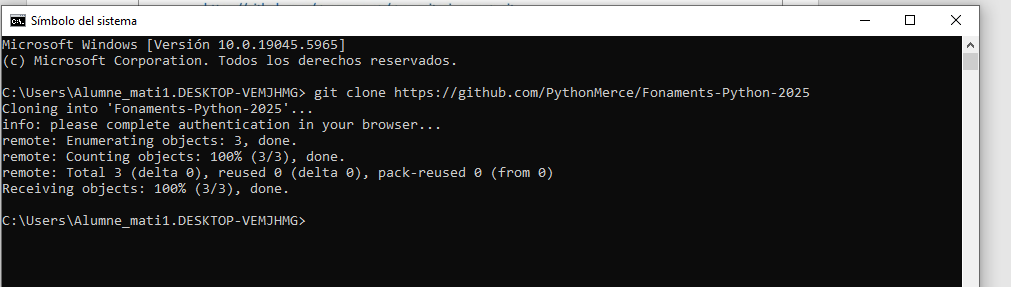 Símbolo del sistema
Microsoft Windows [Versión 10.0.19045.5965]
(c) Microsoft Corporation. Todos los derechos reservados.
C:\Users\Alumne_mati1.DESKTOP-VEMJHMG> git clone https://github.com/PythonMerce/Fonaments-Python-2025
Cloning into 'Fonaments-Python-2025'...
info: please complete authentication in your browser...
remote: Enumerating objects: 3, done.
remote: Counting objects: 100% (3/3), done.
remote: Total 3 (delta 0), reused 0 (delta 0), pack-reused 0 (from 0)
Receiving objects: 100% (3/3), done.
C:\Users\Alumne_mati1.DESKTOP-VEMJHMG>